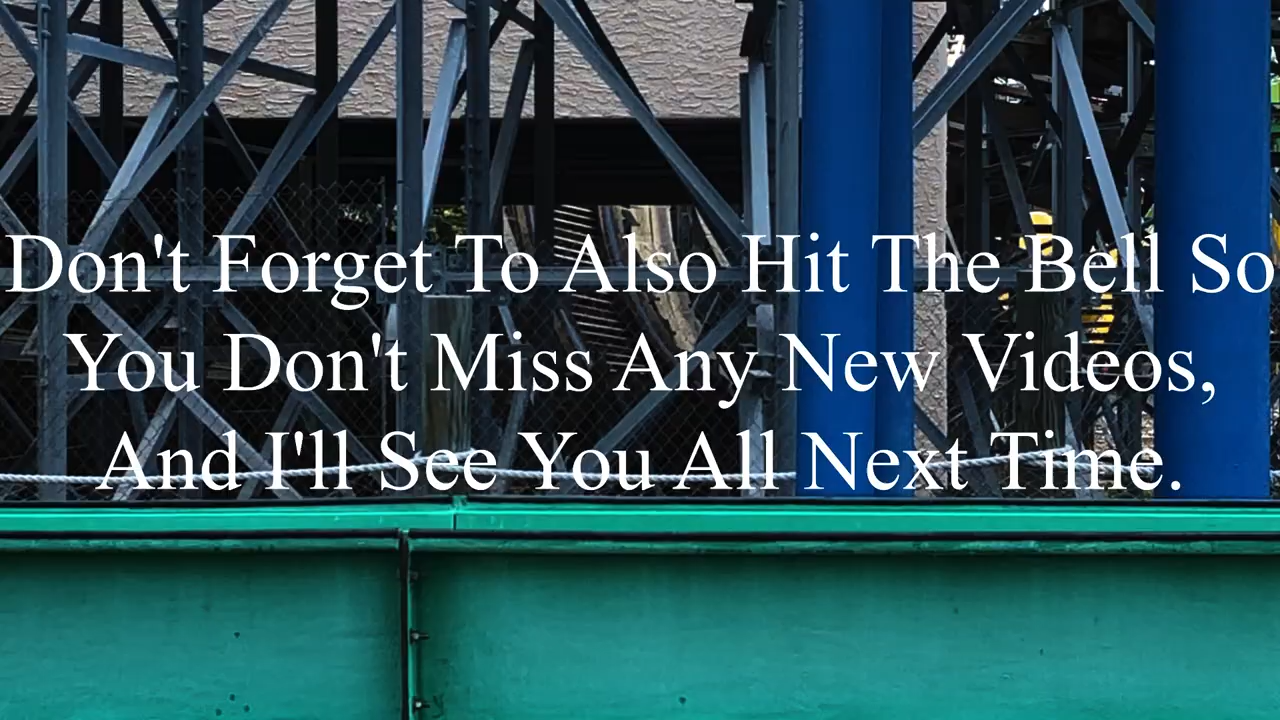 Don't Forget To Also Hit The Bell So
You Don't Miss Any New Videos,
And I'll See You All Next Time.